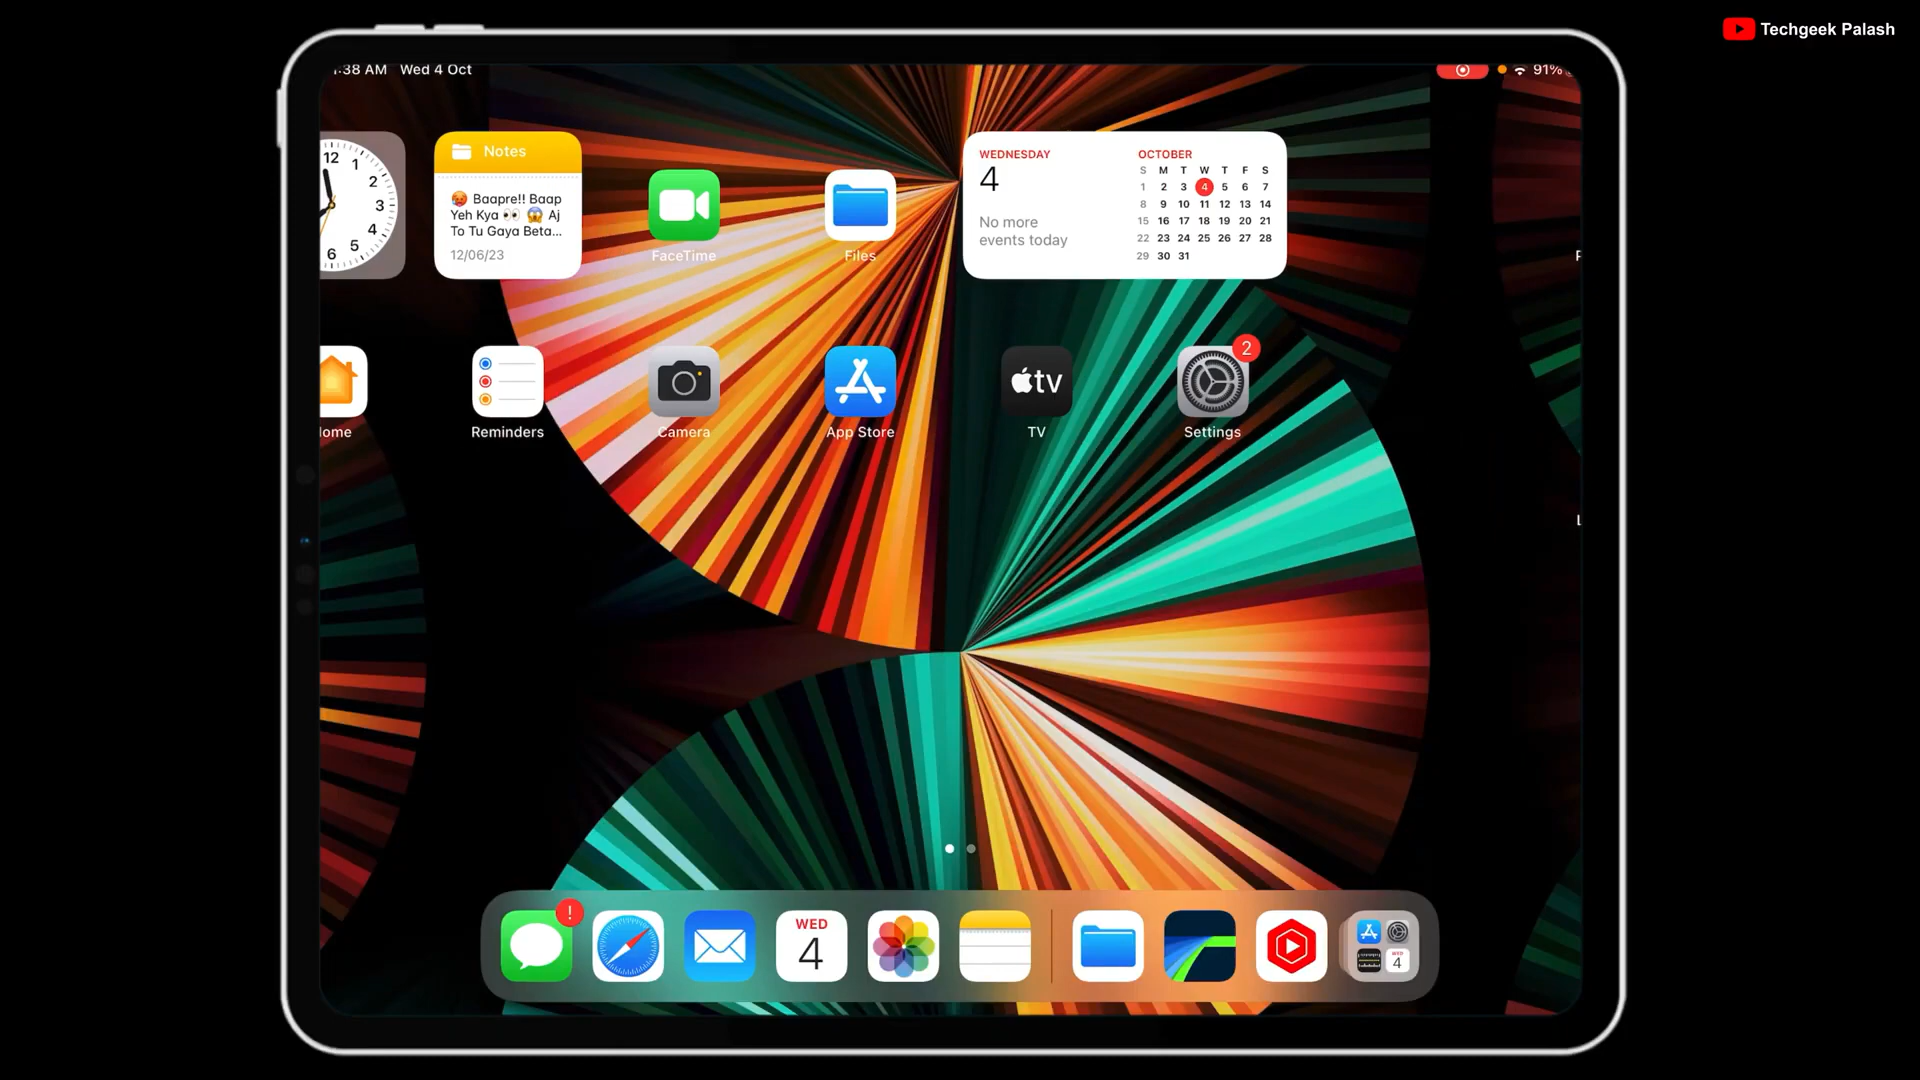 Techgeek Palash
:38 AM Wed 4 Oct
91%
12
1
2
3
4
5
6
Notes
🥵 Baapre!! Baap
Yeh Kya 👀 😱 Aj
To Tu Gaya Beta...
12/06/23
FaceTime
Files
WEDNESDAY
4
No more
events today
OCTOBER
S M T W T F S
1 2 3 4 5 6 7
8 9 10 11 12 13 14
15 16 17 18 19 20 21
22 23 24 25 26 27 28
29 30 31
ome
Reminders
Camera
App Store
tv
TV
2
Settings
!
WED
4
WED
4